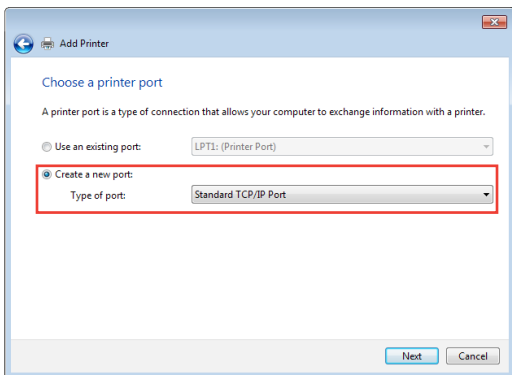 Add Printer
Choose a printer port
A printer port is a type of connection that allows your computer to exchange information with a printer.
Use an existing port: LPT1: (Printer Port)
Create a new port:
Type of port: Standard TCP/IP Port
Next Cancel